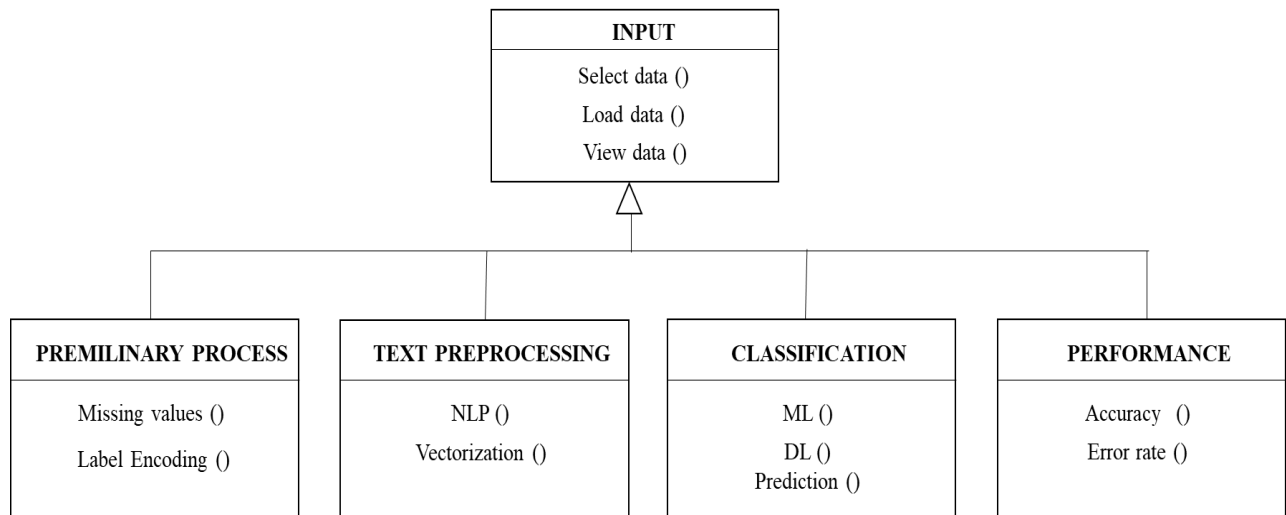 INPUT
Select data ()
Load data ()
View data ()
PREMILINARY PROCESS
Missing values ()
Label Encoding ()
TEXT PREPROCESSING
NLP ()
Vectorization ()
CLASSIFICATION
ML ()
DL ()
Prediction ()
PERFORMANCE
Accuracy ()
Error rate ()